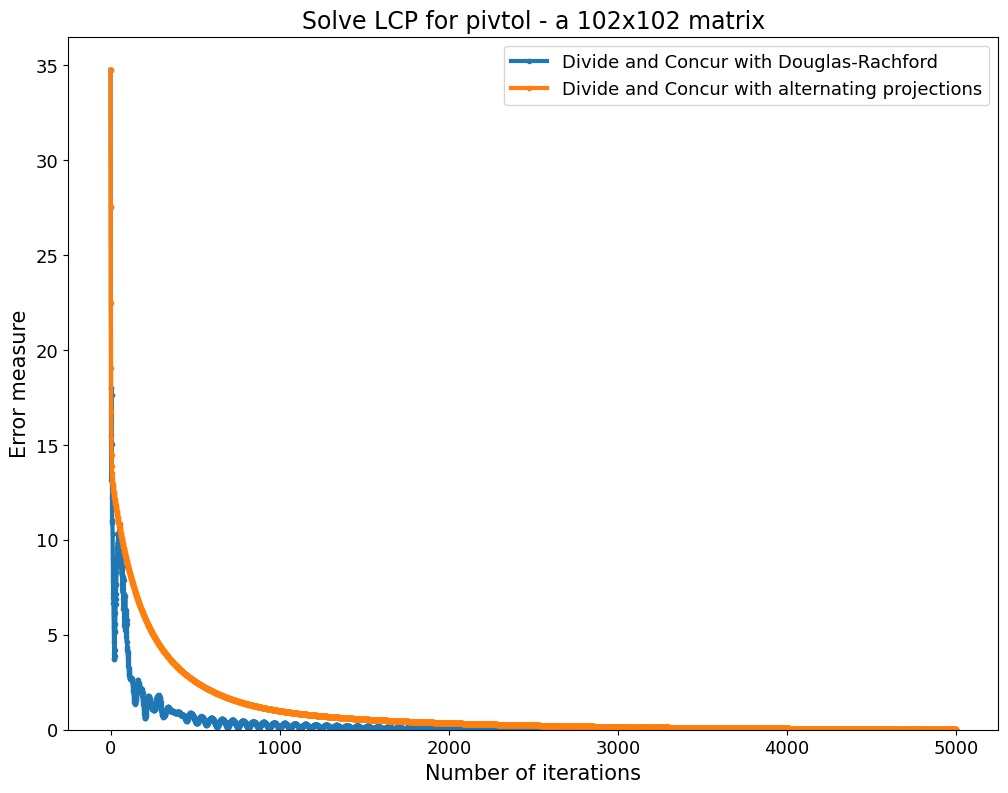 Solve LCP for pivtol - a 102x102 matrix
Divide and Concur with Douglas-Rachford
Divide and Concur with alternating projections
Error measure
35
30
25
20
15
10
5
0
0 1000 2000 3000 4000 5000
Number of iterations